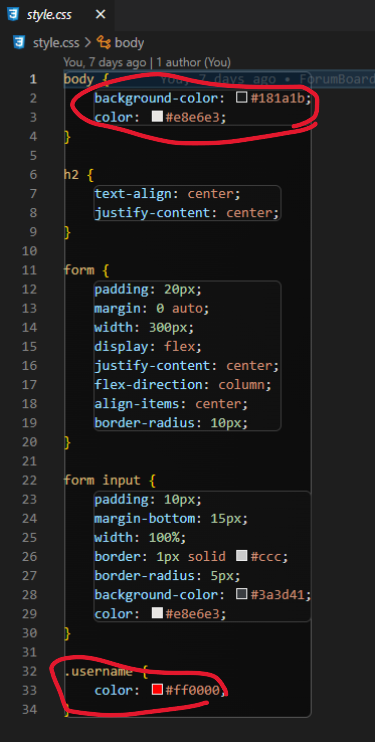 style.css
style.css > body
You, 7 days ago | 1 author (You)
1 body { You, 7 days ago • ForumBoard
2 background-color: #181a1b;
3 color: #e8e6e3;
4 }
5
6 h2 {
7 text-align: center;
8 justify-content: center;
9 }
10
11 form {
12 padding: 20px;
13 margin: 0 auto;
14 width: 300px;
15 display: flex;
16 justify-content: center;
17 flex-direction: column;
18 align-items: center;
19 border-radius: 10px;
20 }
21
22 form input {
23 padding: 10px;
24 margin-bottom: 15px;
25 width: 100%;
26 border: 1px solid #ccc;
27 border-radius: 5px;
28 background-color: #3a3d41;
29 color: #e8e6e3;
30 }
31
32 .username {
33 color: #ff0000;
34 }